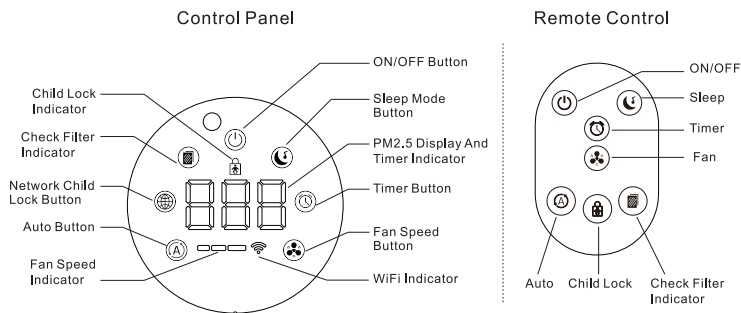 Control Panel
ON/OFF Button
Child Lock
Indicator
Sleep Mode
Button
Check Filter
Indicator
PM2.5 Display And
Timer Indicator
Network Child
Lock Button
Timer Button
Auto Button
Fan Speed
Button
Fan Speed
Indicator
WiFi Indicator
A
888
Remote Control
ON/OFF
Sleep
Timer
Fan
A
Auto
Child Lock
Check Filter
Indicator